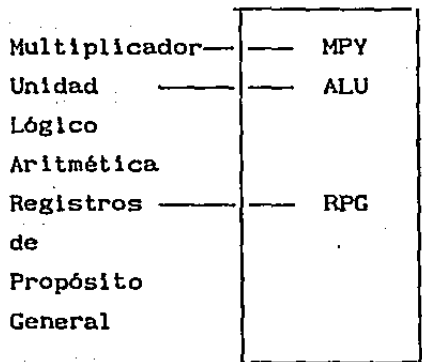 Multiplicador MPY
Unidad ALU
Lógico
Aritmética
Registros RPG
de
Propósito
General